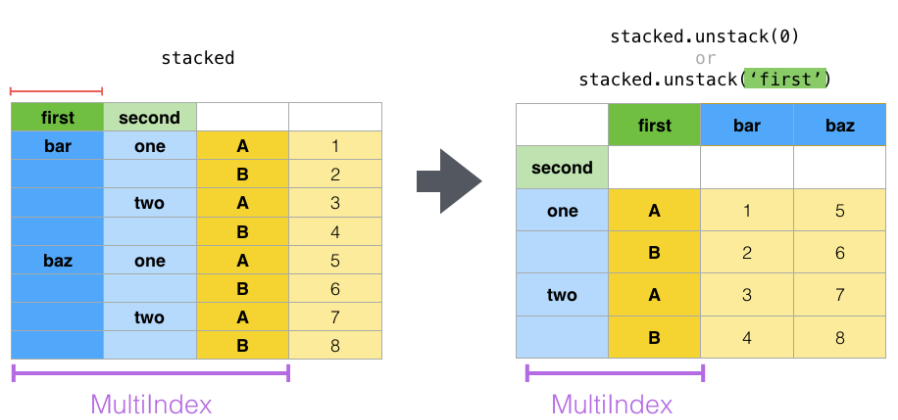 stacked
first second
bar one A 1
B 2
two A 3
B 4
baz one A 5
B 6
two A 7
B 8
MultiIndex
stacked.unstack(0)
or
stacked.unstack(‘first’)
first bar baz
second
one A 1 5
B 2 6
two A 3 7
B 4 8
MultiIndex